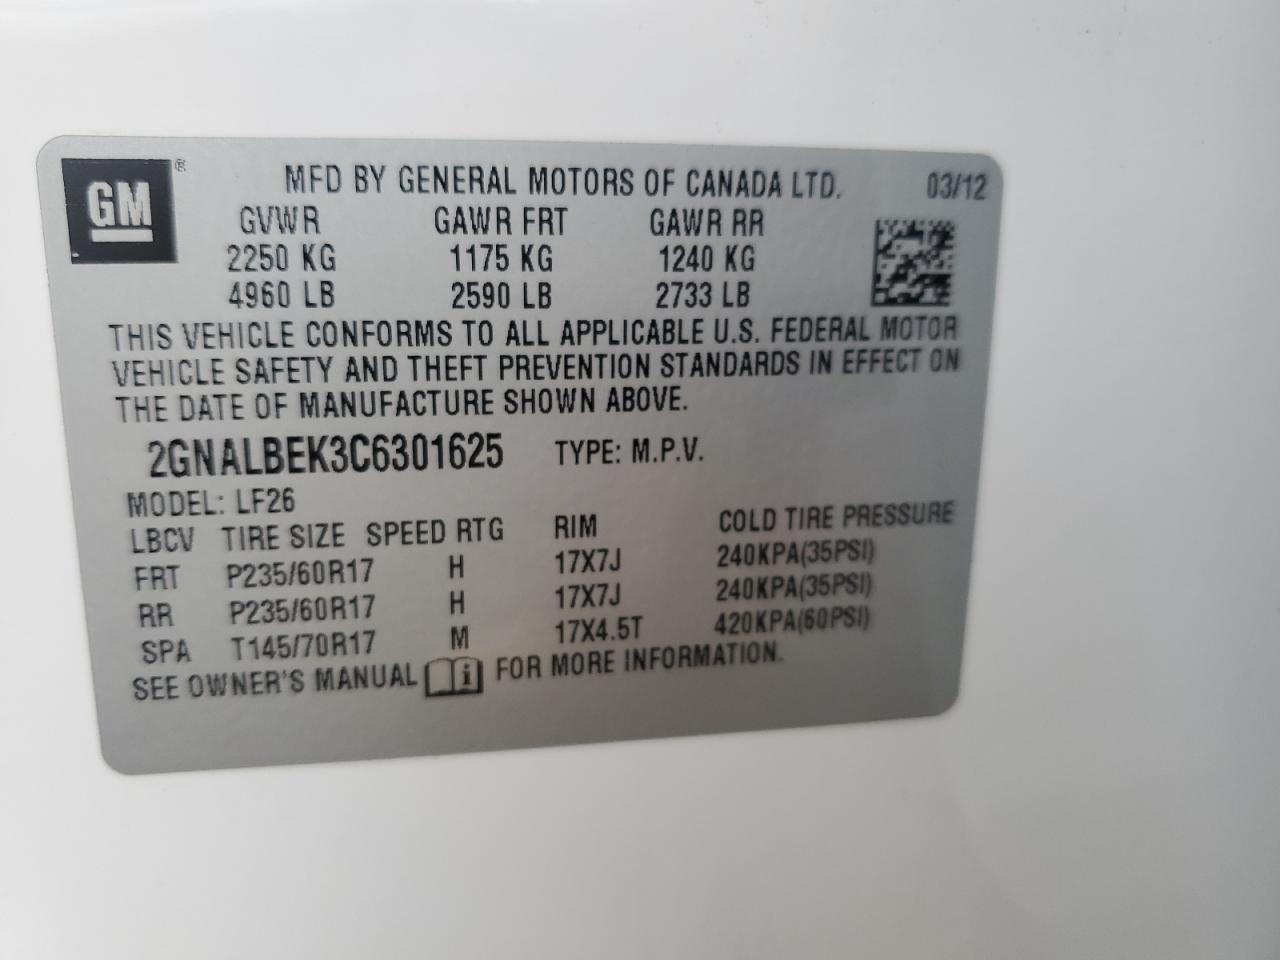 GM ®
MFD BY GENERAL MOTORS OF CANADA LTD. 03/12
GVWR GAWR FRT GAWR RR
2250 KG 1175 KG 1240 KG
4960 LB 2590 LB 2733 LB
THIS VEHICLE CONFORMS TO ALL APPLICABLE U.S. FEDERAL MOTOR
VEHICLE SAFETY AND THEFT PREVENTION STANDARDS IN EFFECT ON
THE DATE OF MANUFACTURE SHOWN ABOVE.
2GNALBEK3C6301625 TYPE: M.P.V.
MODEL: LF26
LBCV TIRE SIZE SPEED RTG RIM COLD TIRE PRESSURE
FRT P235/60R17 H 17X7J 240KPA(35PSI)
RR P235/60R17 H 17X7J 240KPA(35PSI)
SPA T145/70R17 M 17X4.5T 420KPA(60PSI)
SEE OWNER'S MANUAL i FOR MORE INFORMATION.